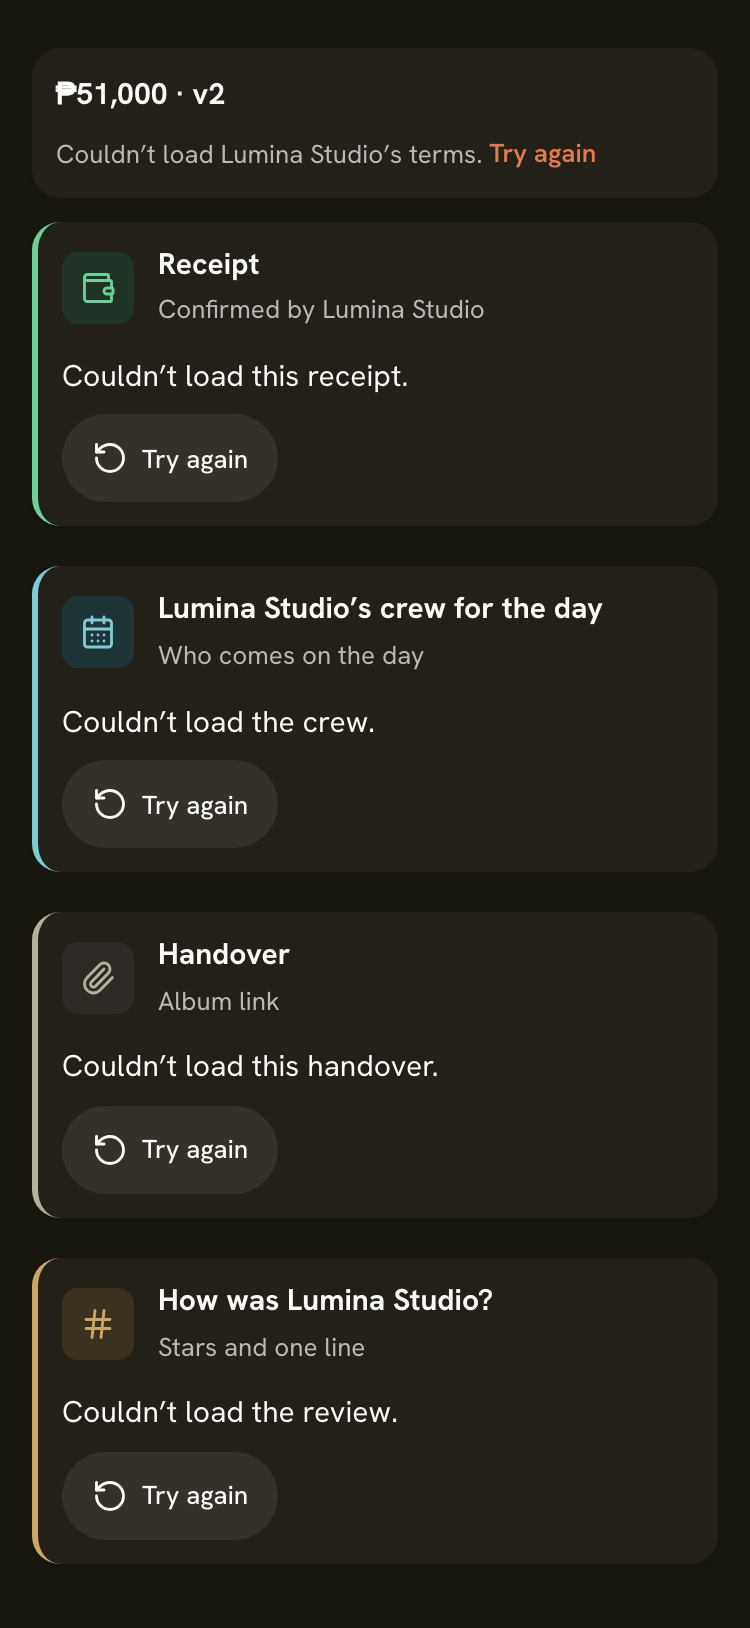 ₱51,000 · v2
Couldn’t load Lumina Studio’s terms. Try again
Receipt
Confirmed by Lumina Studio
Couldn’t load this receipt.
Try again
Lumina Studio’s crew for the day
Who comes on the day
Couldn’t load the crew.
Try again
Handover
Album link
Couldn’t load this handover.
Try again
How was Lumina Studio?
Stars and one line
Couldn’t load the review.
Try again